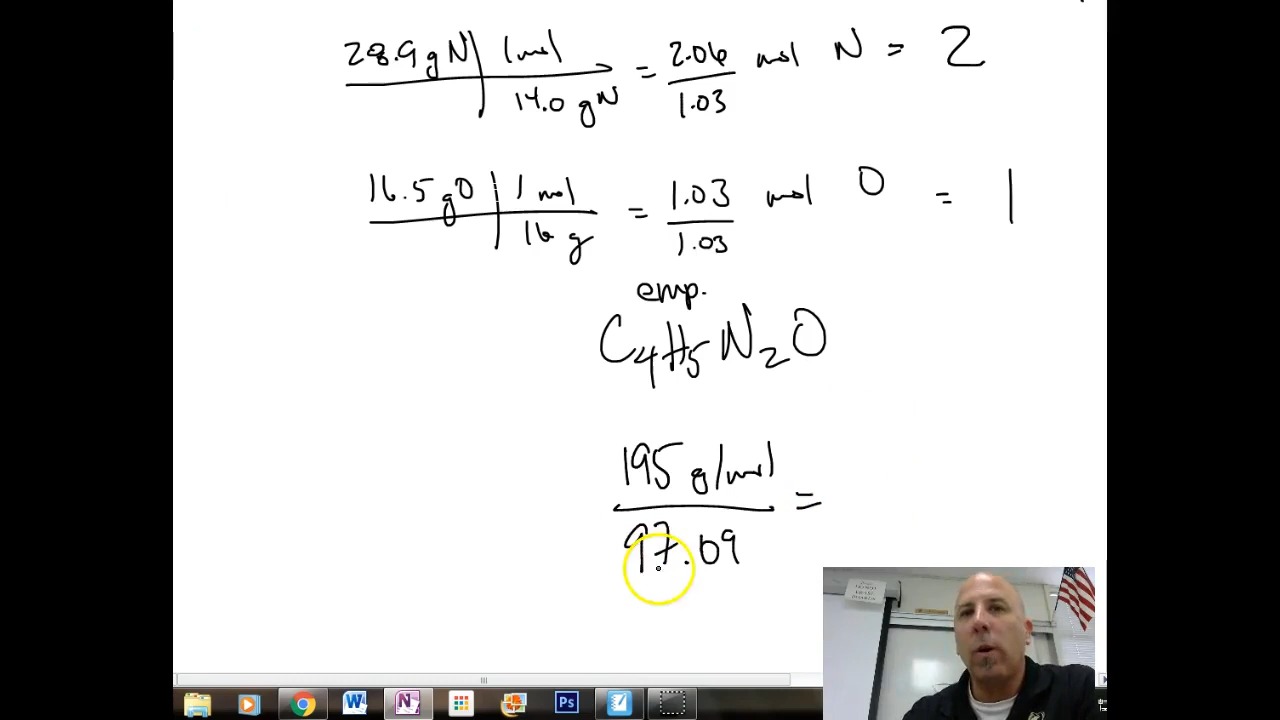 28.9 g N | 1 mol = 2.06 mol N = 2
14.0 g N 1.03
16.5 g O | 1 mol = 1.03 mol O = 1
16 g 1.03
emp.
C4H5N2O
195 g/mol =
97.09
W N Ps